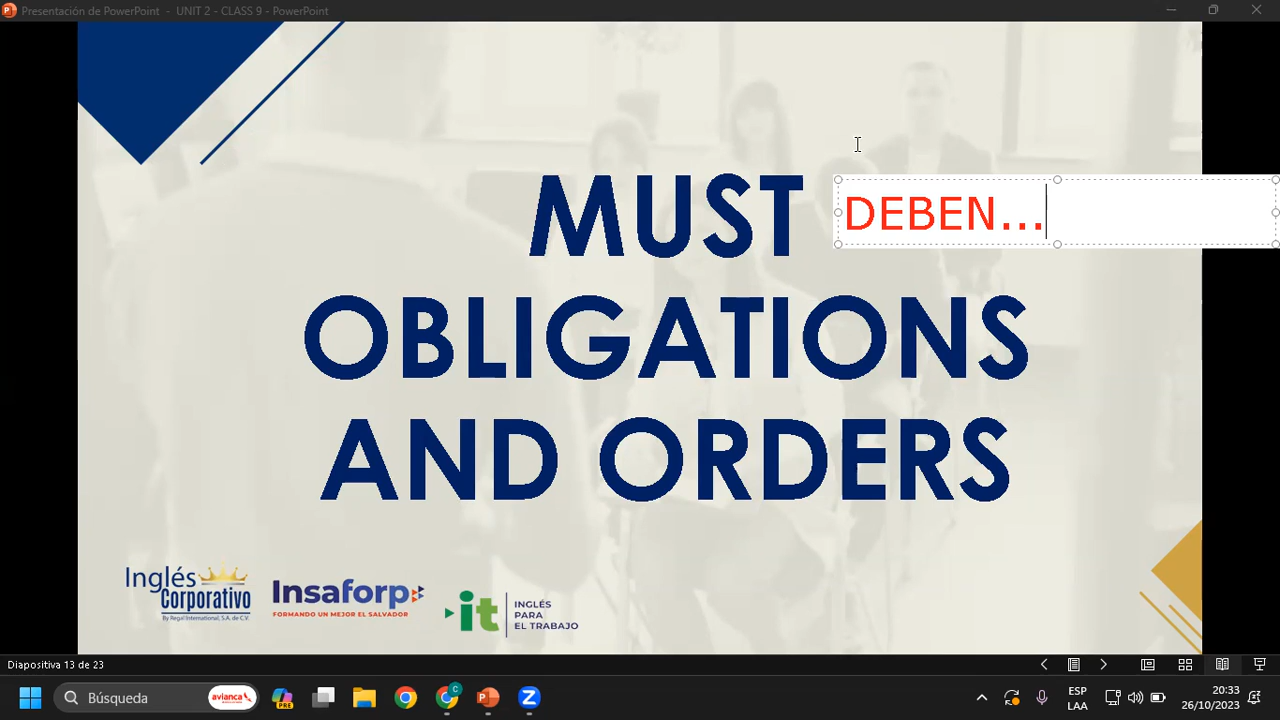 Presentación de PowerPoint - UNIT 2 - CLASS 9 - PowerPoint
MUST
DEBEN...
OBLIGATIONS
AND ORDERS
Inglés
Corporativo
By Regal International, S.A. de C.V.
Insaforp
FORMANDO UN MEJOR EL SALVADOR
it
INGLÉS
PARA
EL TRABAJO
Diapositiva 13 de 23
Búsqueda
avianca
PRE
C
ESP
LAA
20:33
26/10/2023